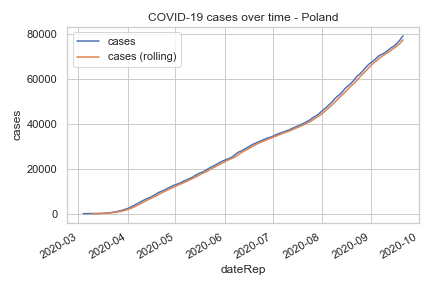 COVID-19 cases over time - Poland
cases
cases (rolling)
80000
60000
40000
20000
0
cases
2020-03
2020-04
2020-05
2020-06
2020-07
2020-08
2020-09
2020-10
dateRep